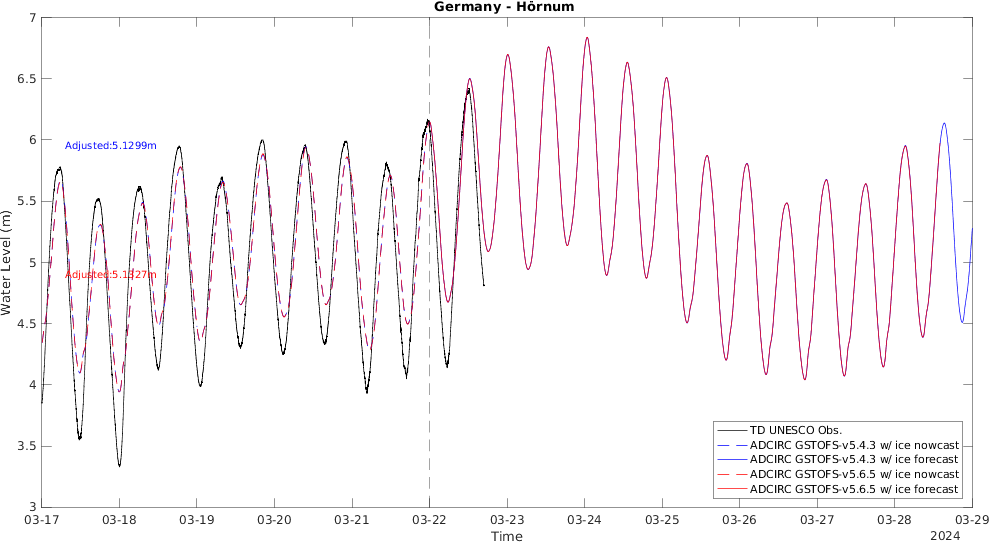 Germany - Hörnum
7
6.5
6
5.5
5
4.5
4
3.5
3
Water Level (m)
Adjusted:5.1299m
Adjusted:5.1327m
TD UNESCO Obs.
ADCIRC GSTOFS-v5.4.3 w/ ice nowcast
ADCIRC GSTOFS-v5.4.3 w/ ice forecast
ADCIRC GSTOFS-v5.6.5 w/ ice nowcast
ADCIRC GSTOFS-v5.6.5 w/ ice forecast
03-17 03-18 03-19 03-20 03-21 03-22 03-23 03-24 03-25 03-26 03-27 03-28 03-29
Time
2024